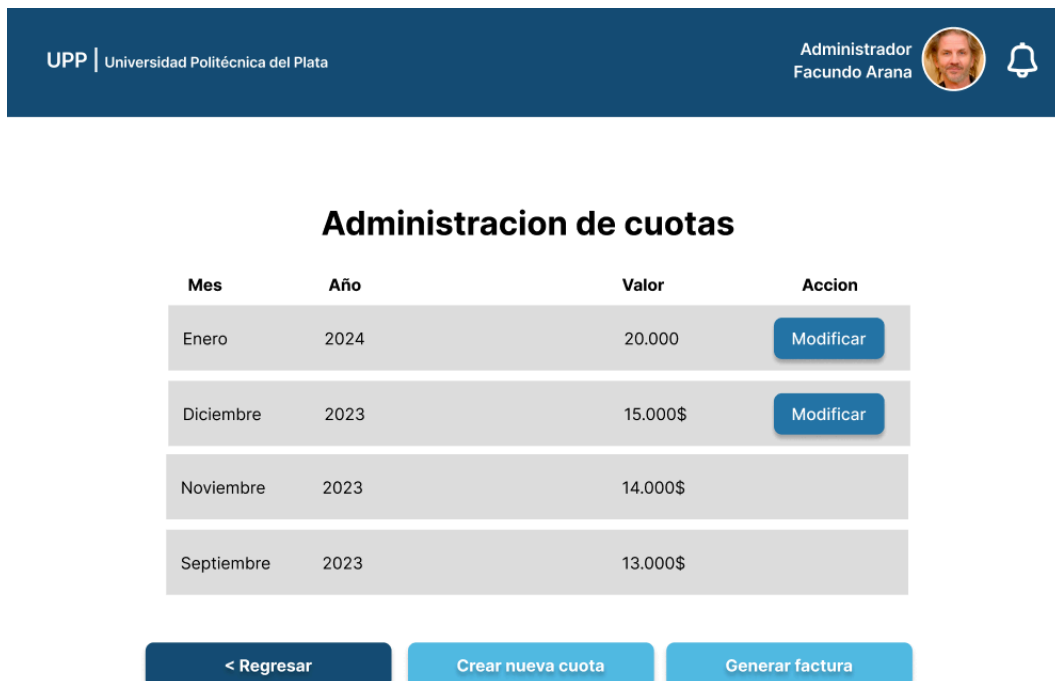 UPP | Universidad Politécnica del Plata
Administrador
Facundo Arana
Administracion de cuotas
Mes Año Valor Accion
Enero 2024 20.000 Modificar
Diciembre 2023 15.000$ Modificar
Noviembre 2023 14.000$
Septiembre 2023 13.000$
< Regresar Crear nueva cuota Generar factura